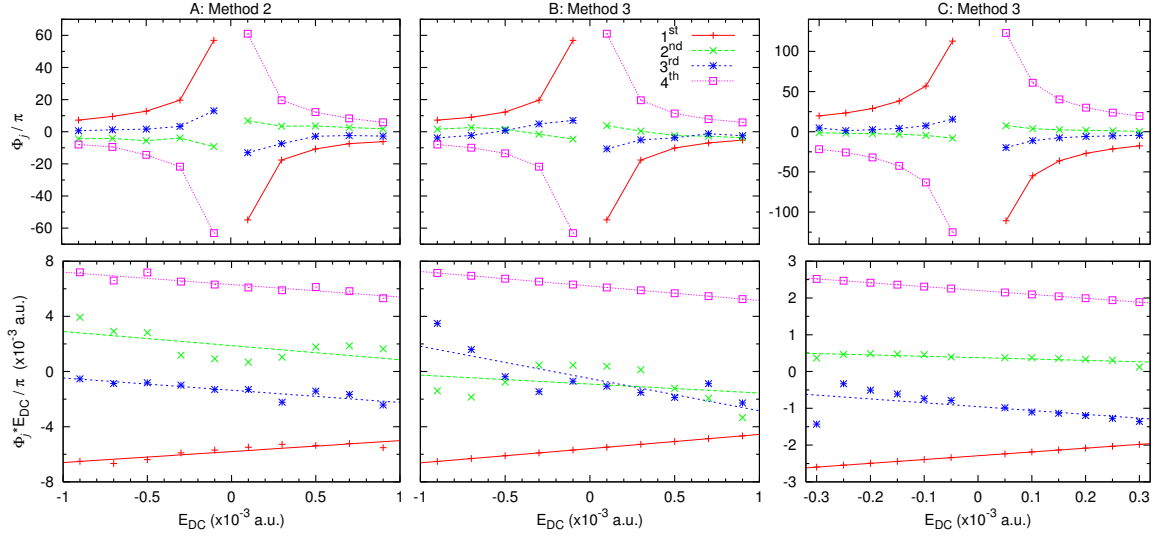 A: Method 2
B: Method 3
C: Method 3
Φj / π
60
40
20
0
-20
-40
-60
1st
2nd
3rd
4th
100
50
0
-50
-100
Φj*EDC / π (x10-3 a.u.)
8
4
0
-4
-8
3
2
1
0
-1
-2
-3
-1 -0.5 0 0.5 1
-1 -0.5 0 0.5 1
-0.3 -0.2 -0.1 0 0.1 0.2 0.3
EDC (x10-3 a.u.)
EDC (x10-3 a.u.)
EDC (x10-3 a.u.)